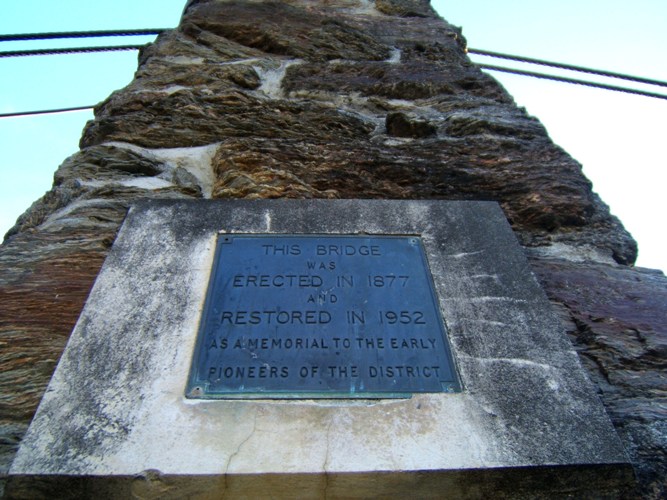 THIS BRIDGE
WAS
ERECTED IN 1877
AND
RESTORED IN 1952
AS A MEMORIAL TO THE EARLY
PIONEERS OF THE DISTRICT